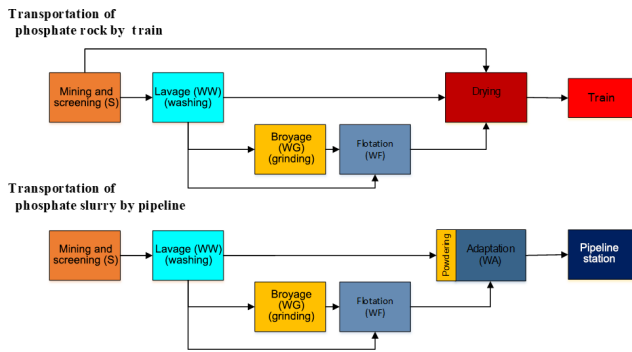 Transportation of
phosphate rock by train
Mining and
screening (S)
Lavage (WW)
(washing)
Drying
Train
Broyage
(WG)
(grinding)
Flotation
(WF)
Transportation of
phosphate slurry by pipeline
Mining and
screening (S)
Lavage (WW)
(washing)
Powdering
Adaptation
(WA)
Pipeline
station
Broyage
(WG)
(grinding)
Flotation
(WF)